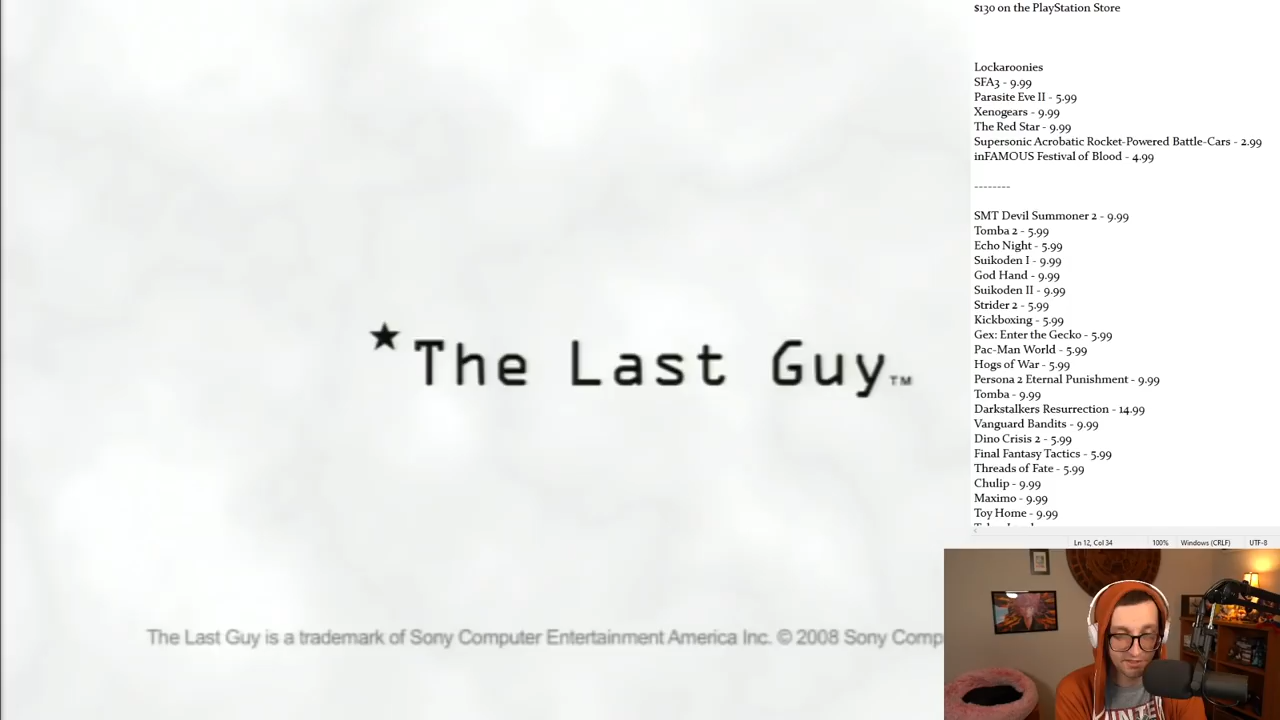 $130 on the PlayStation Store
Lockaroonies
SFA3 - 9.99
Parasite Eve II - 5.99
Xenogears - 9.99
The Red Star - 9.99
Supersonic Acrobatic Rocket-Powered Battle-Cars - 2.99
inFAMOUS Festival of Blood - 4.99
--------
SMT Devil Summoner 2 - 9.99
Tomba 2 - 5.99
Echo Night - 5.99
Suikoden I - 9.99
God Hand - 9.99
Suikoden II - 9.99
Strider 2 - 5.99
Kickboxing - 5.99
Gex: Enter the Gecko - 5.99
Pac-Man World - 5.99
Hogs of War - 5.99
Persona 2 Eternal Punishment - 9.99
Tomba - 9.99
Darkstalkers Resurrection - 14.99
Vanguard Bandits - 9.99
Dino Crisis 2 - 5.99
Final Fantasy Tactics - 5.99
Threads of Fate - 5.99
Chulip - 9.99
Maximo - 9.99
Toy Home - 9.99
Ln 12, Col 34 100% Windows (CRLF) UTF-8
*The Last Guy™
The Last Guy is a trademark of Sony Computer Entertainment America Inc. © 2008 Sony Comp